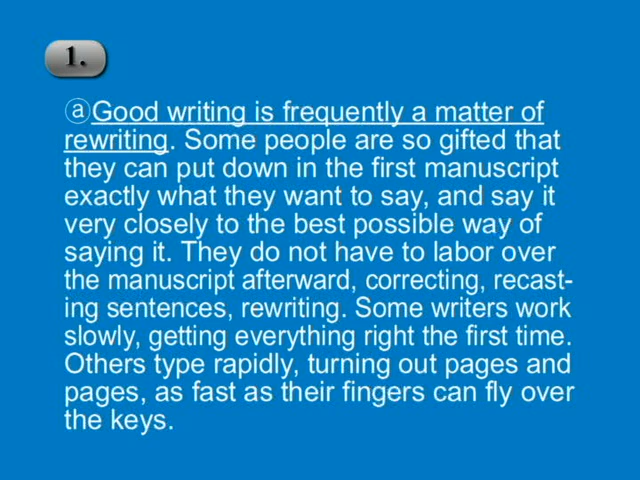 1.
ⓐGood writing is frequently a matter of
rewriting. Some people are so gifted that
they can put down in the first manuscript
exactly what they want to say, and say it
very closely to the best possible way of
saying it. They do not have to labor over
the manuscript afterward, correcting, recast-
ing sentences, rewriting. Some writers work
slowly, getting everything right the first time.
Others type rapidly, turning out pages and
pages, as fast as their fingers can fly over
the keys.